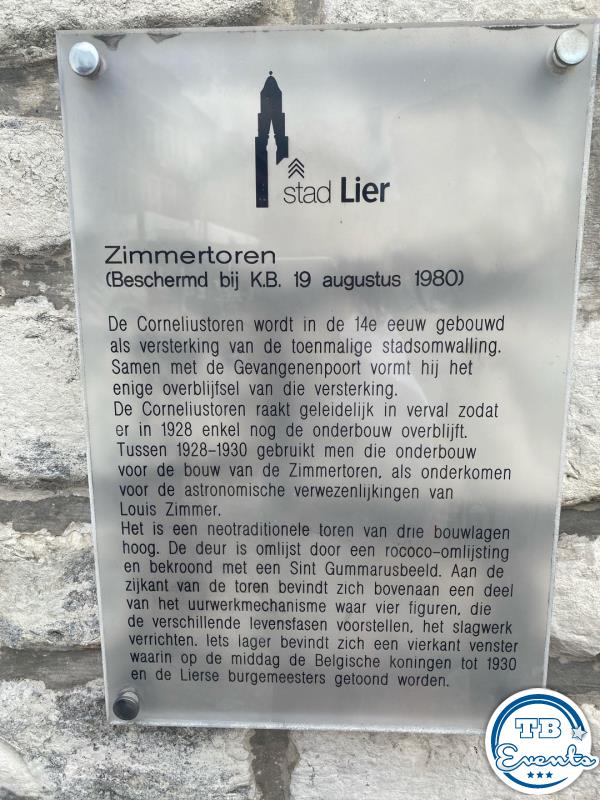 stad Lier
Zimmertoren
(Beschermd bij K.B. 19 augustus 1980)
De Corneliustoren wordt in de 14e eeuw gebouwd
als versterking van de toenmalige stadsomwalling.
Samen met de Gevangenenpoort vormt hij het
enige overblijfsel van die versterking.
De Corneliustoren raakt geleidelijk in verval zodat
er in 1928 enkel nog de onderbouw overblijft.
Tussen 1928-1930 gebruikt men die onderbouw
voor de bouw van de Zimmertoren, als onderkomen
voor de astronomische verwezenlijkingen van
Louis Zimmer.
Het is een neotraditionele toren van drie bouwlagen
hoog. De deur is omlijst door een rococo-omlijsting
en bekroond met een Sint Gummarusbeeld. Aan de
zijkant van de toren bevindt zich bovenaan een deel
van het uurwerkmechanisme waar vier figuren, die
de verschillende levensfasen voorstellen, het slagwerk
verrichten. Iets lager bevindt zich een vierkant venster
waarin op de middag de Belgische koningen tot 1930
en de Lierse burgemeesters getoond worden.
TB
Events